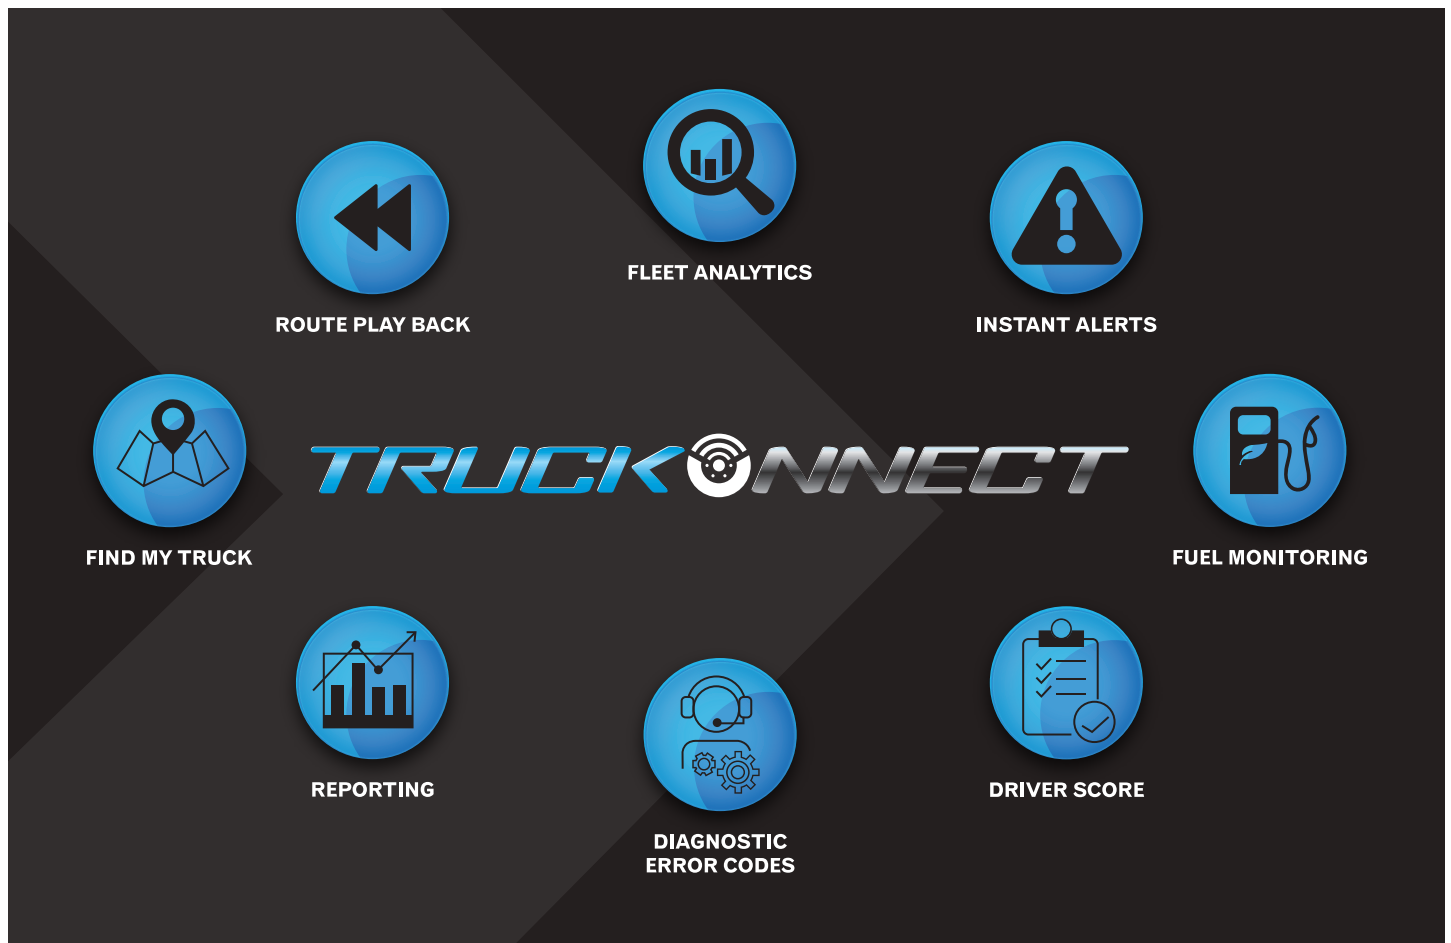 FLEET ANALYTICS
ROUTE PLAY BACK
INSTANT ALERTS
TRUCKONNECT
FIND MY TRUCK
FUEL MONITORING
REPORTING
DRIVER SCORE
DIAGNOSTIC
ERROR CODES